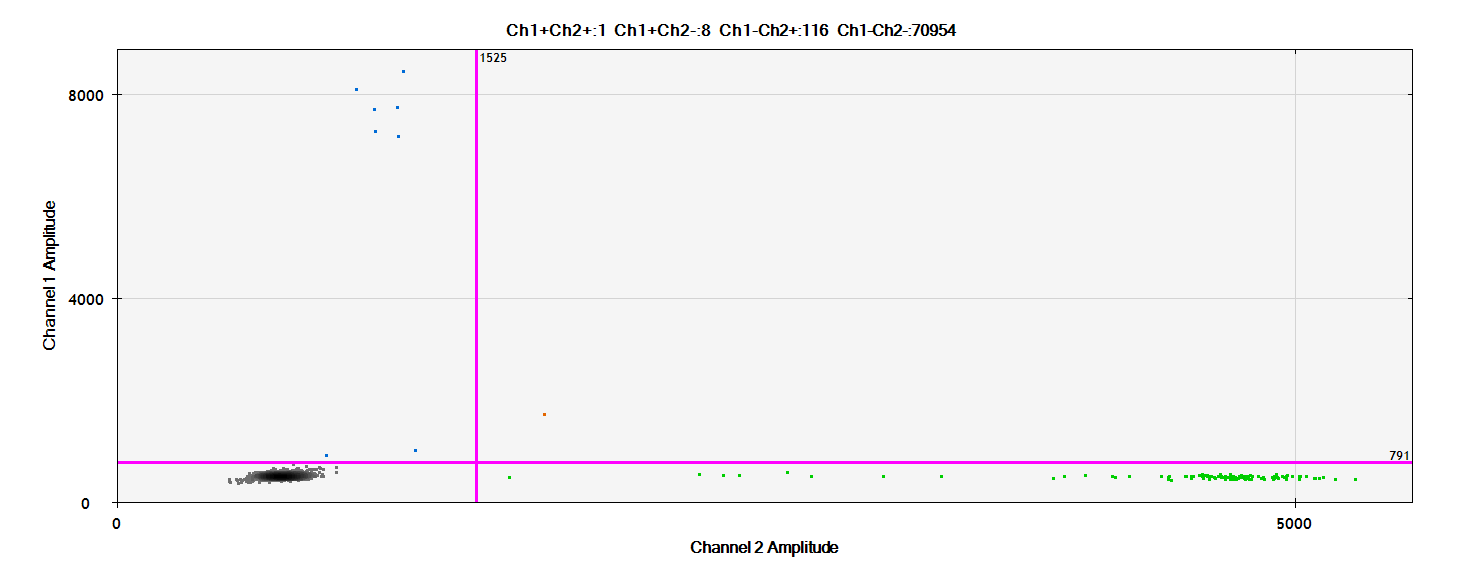 Ch1+Ch2+:1 Ch1+Ch2-:8 Ch1-Ch2+:116 Ch1-Ch2-:70954
1525
8000
Channel 1 Amplitude
4000
791
0
0
5000
Channel 2 Amplitude